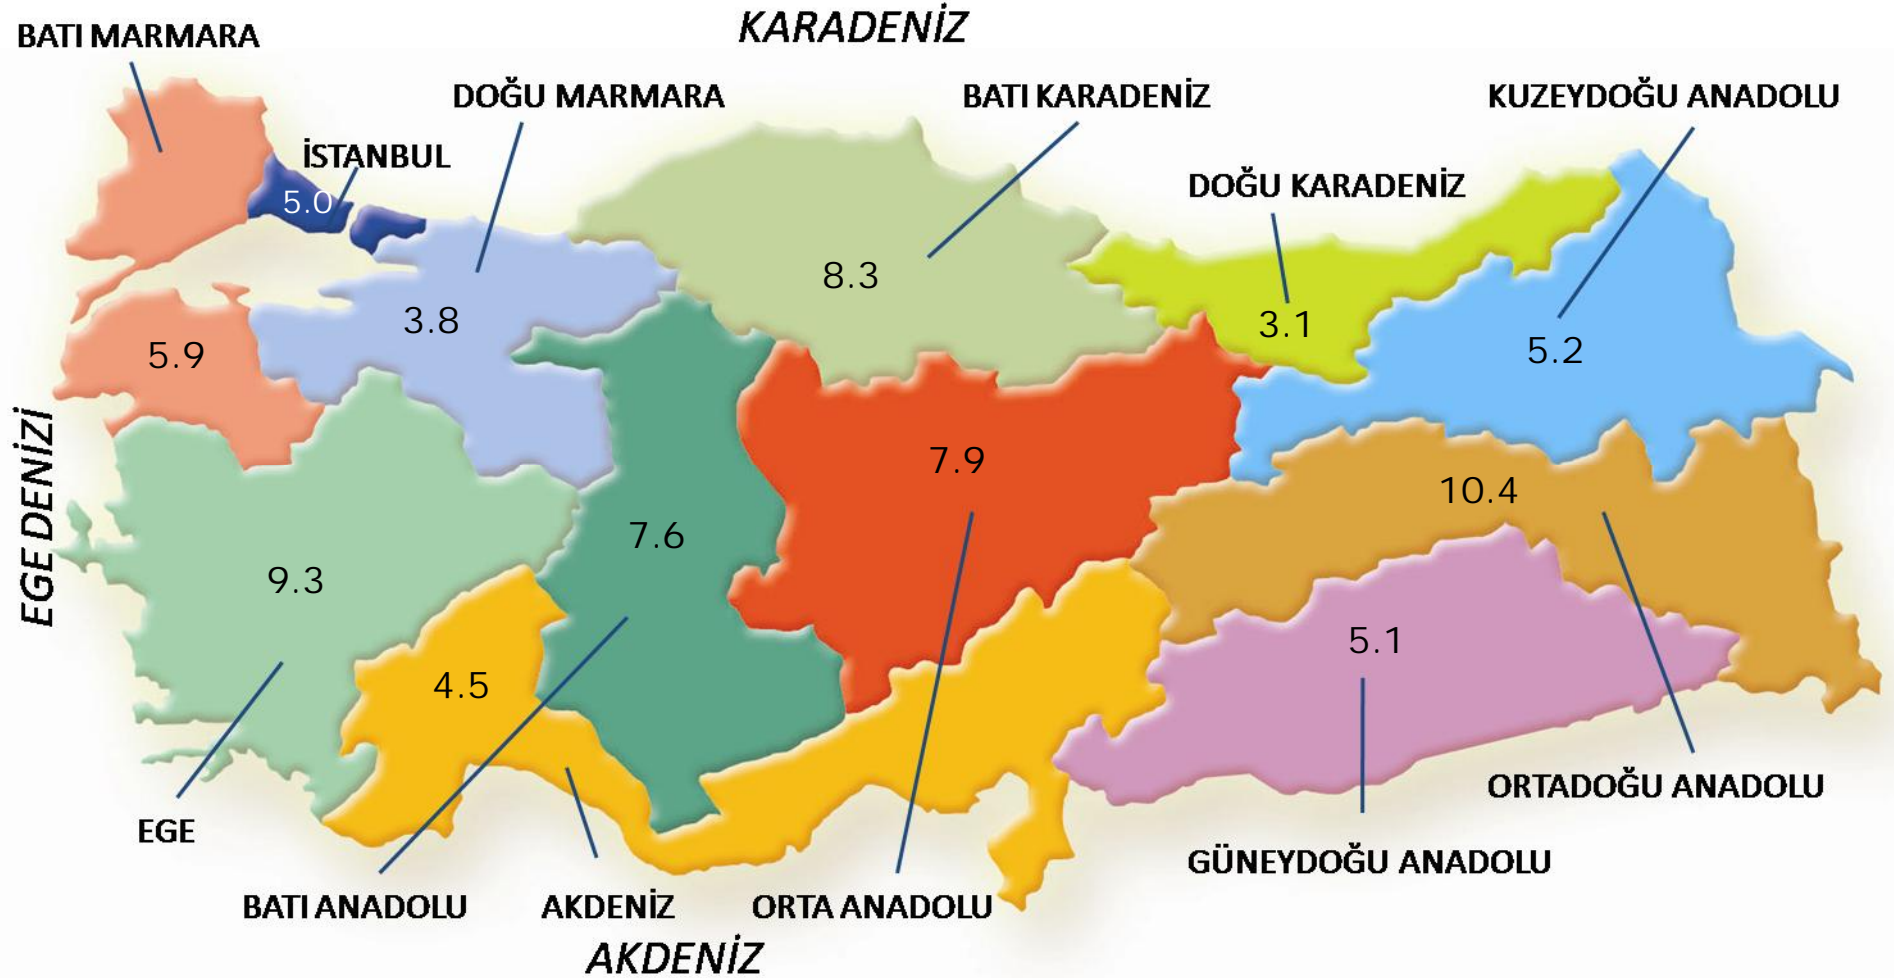 KARADENİZ
BATI MARMARA
DOĞU MARMARA
BATI KARADENİZ
KUZEYDOĞU ANADOLU
İSTANBUL
DOĞU KARADENİZ
5.0
8.3
3.8
3.1
5.2
5.9
EGE DENİZİ
7.9
10.4
7.6
9.3
5.1
4.5
ORTADOĞU ANADOLU
EGE
GÜNEYDOĞU ANADOLU
BATI ANADOLU
AKDENİZ
ORTA ANADOLU
AKDENİZ